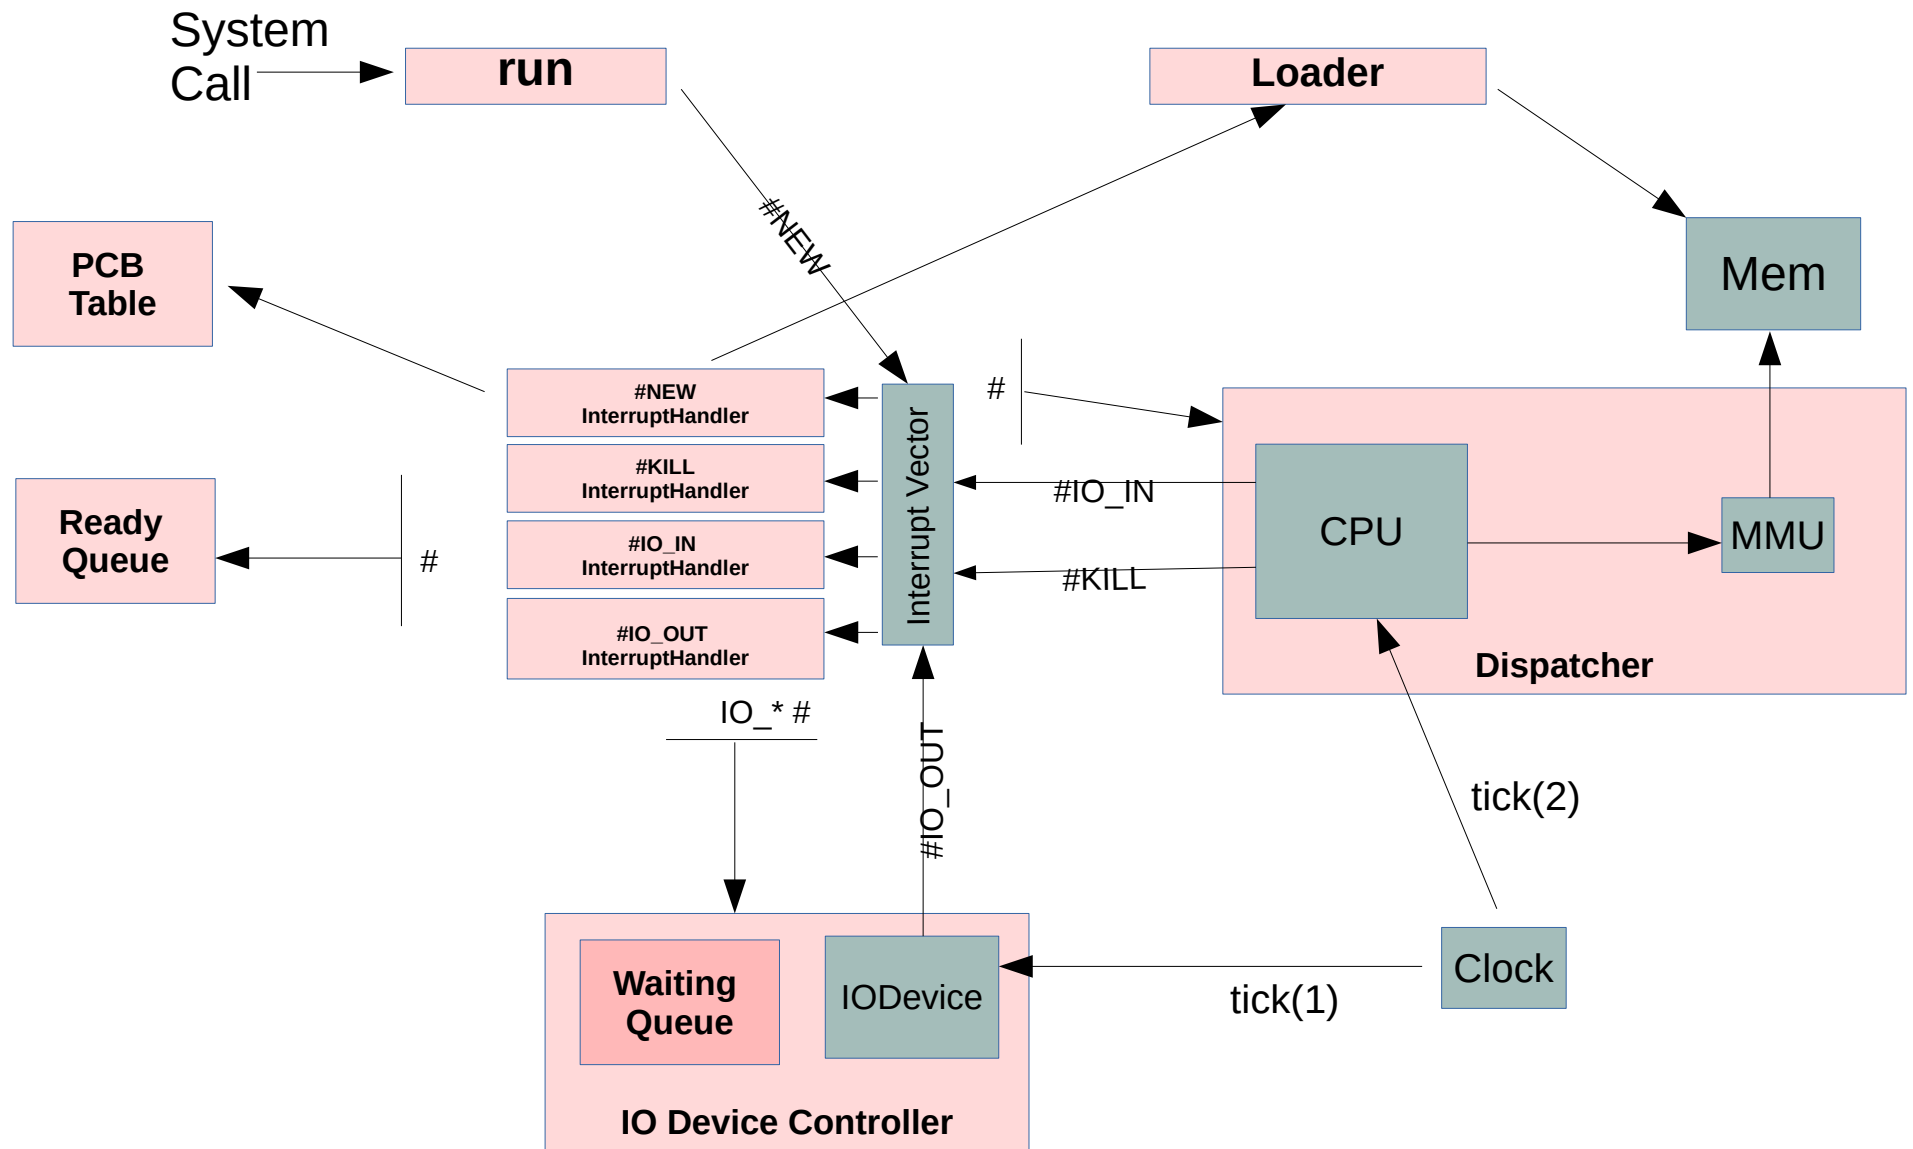 System
Call
run
Loader
#NEW
PCB
Table
Mem
#NEW
InterruptHandler
#KILL
InterruptHandler
#IO_IN
InterruptHandler
#IO_OUT
InterruptHandler
Interrupt Vector
#
#IO_IN
#KILL
CPU
MMU
Dispatcher
Ready
Queue
#
IO_* #
#IO_OUT
tick(2)
Waiting
Queue
IODevice
tick(1)
Clock
IO Device Controller